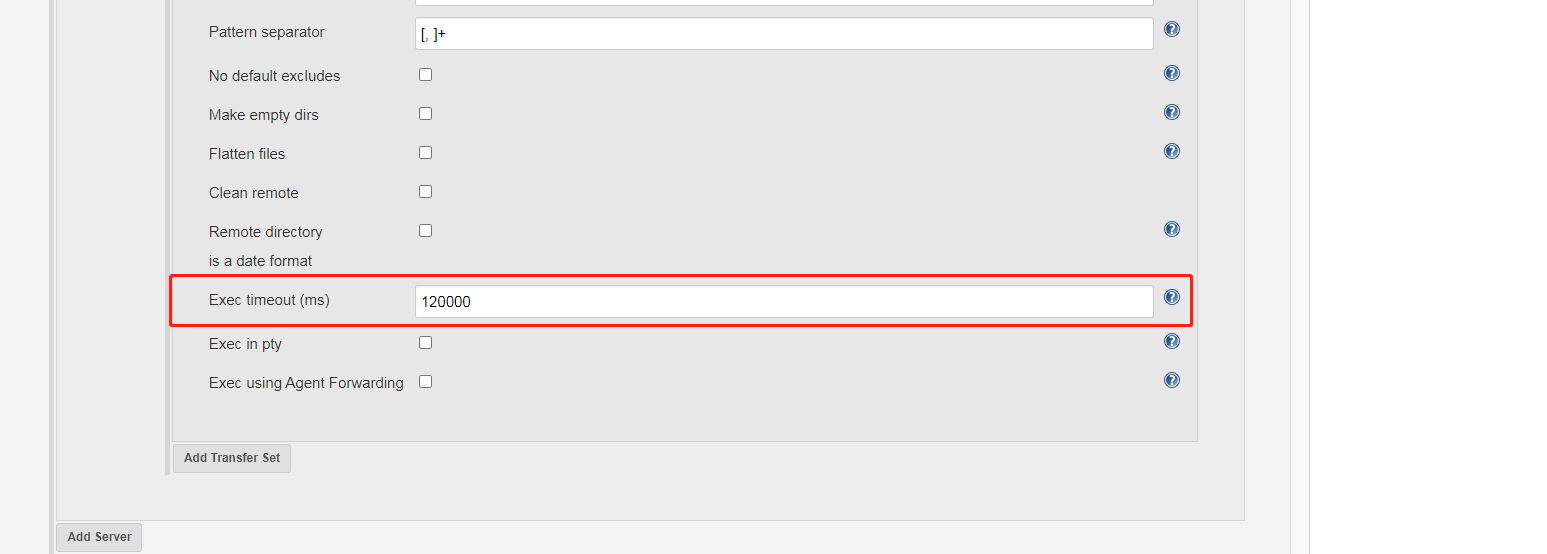 Pattern separator
[, ]+
No default excludes
Make empty dirs
Flatten files
Clean remote
Remote directory
is a date format
Exec timeout (ms)
120000
Exec in pty
Exec using Agent Forwarding
Add Transfer Set
Add Server